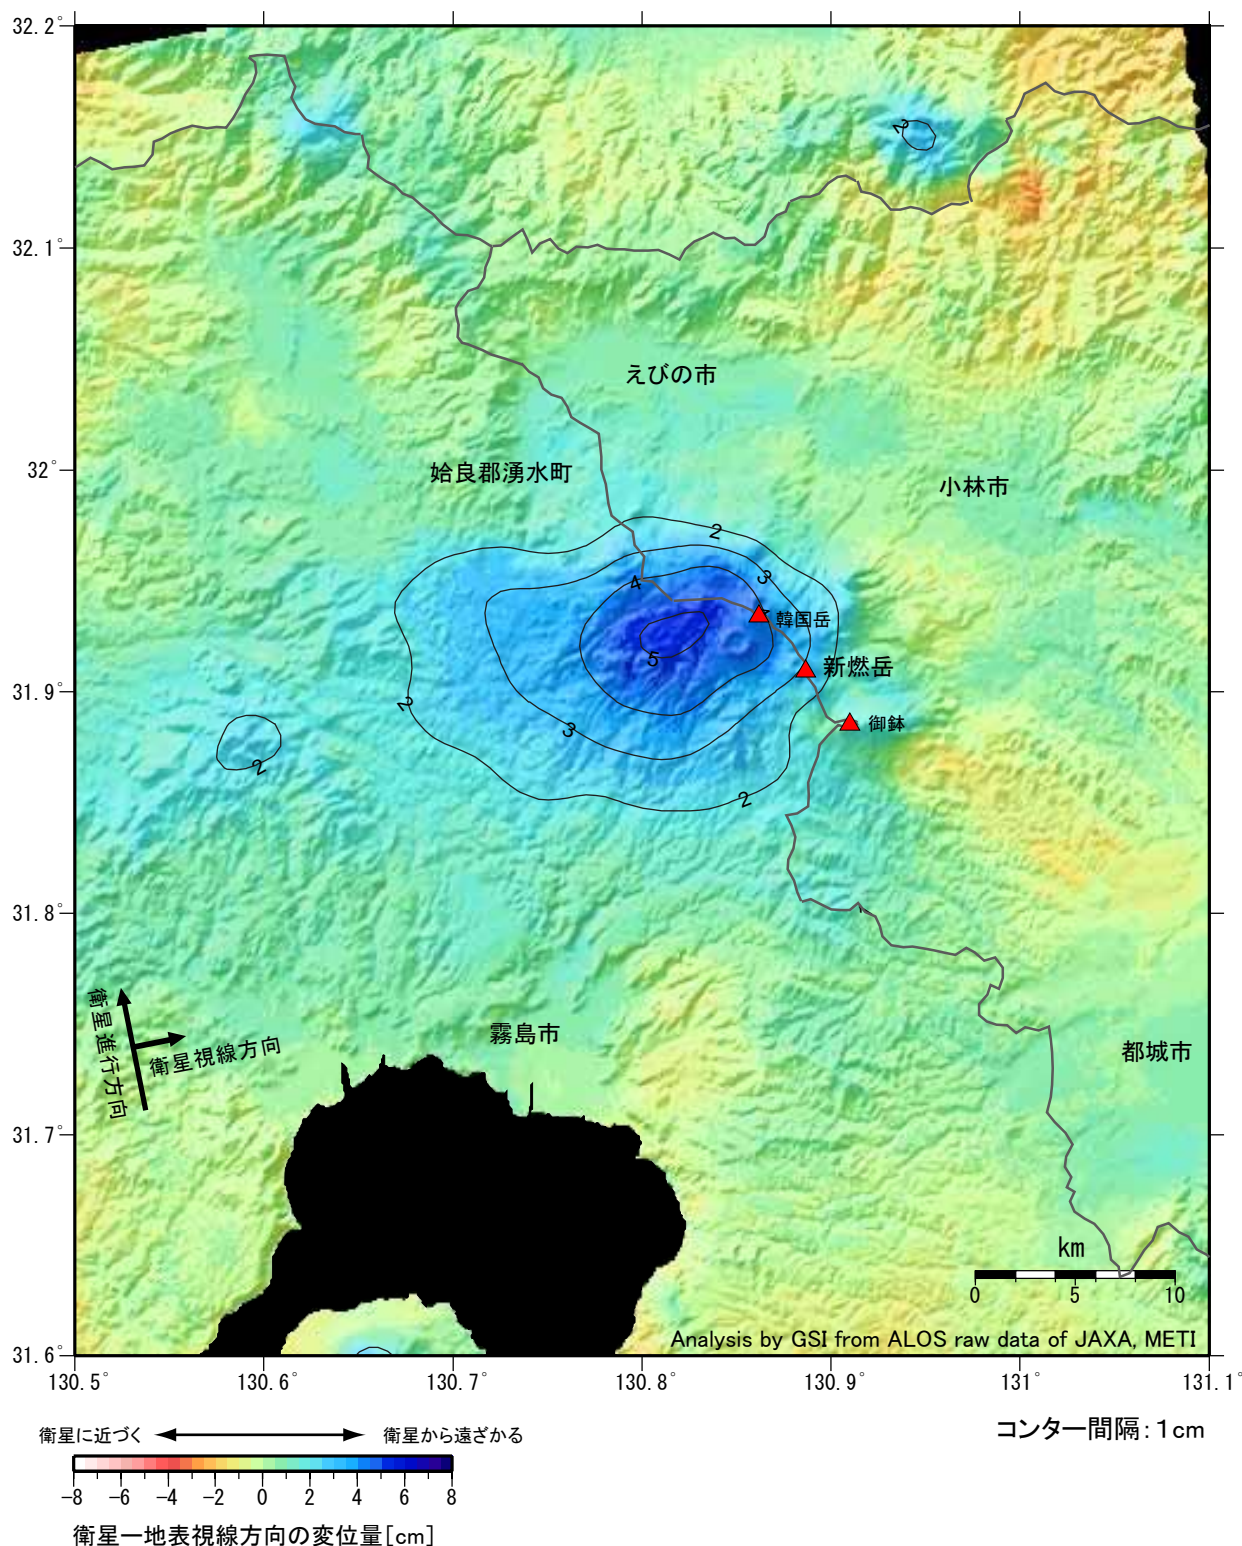 32.2°
32.1°
32°
31.9°
31.8°
31.7°
31.6°
130.5°
130.6°
130.7°
130.8°
130.9°
131°
131.1°
2
えびの市
姶良郡湧水町
小林市
2
3
4
韓国岳
5
新燃岳
2
御鉢
3
2
2
霧島市
都城市
衛星進行方向
衛星視線方向
km
0 5 10
Analysis by GSI from ALOS raw data of JAXA, METI
コンター間隔：1cm
衛星に近づく 衛星から遠ざかる
−8 −6 −4 −2 0 2 4 6 8
衛星−地表視線方向の変位量[cm]